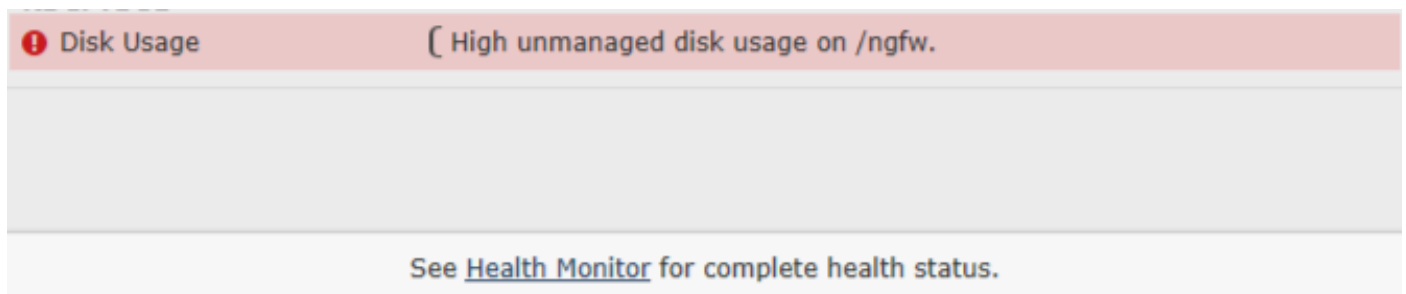 Disk Usage ( High unmanaged disk usage on /ngfw.
See Health Monitor for complete health status.